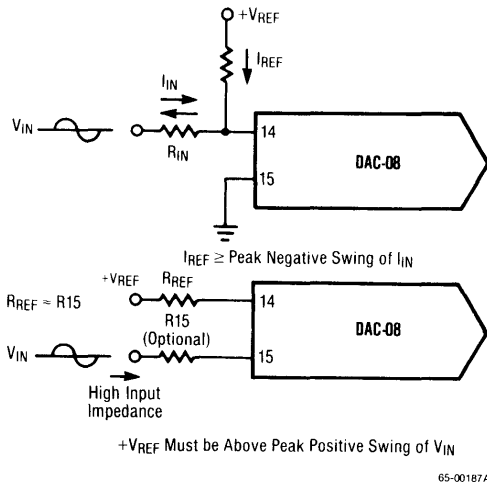 +VREF
IREF
IIN
VIN
RIN
14
DAC-08
15
IREF ≥ Peak Negative Swing of IIN
+VREF
RREF
14
RREF ≈ R15
R15
(Optional)
DAC-08
VIN
15
High Input
Impedance
+VREF Must be Above Peak Positive Swing of VIN
65-00187A